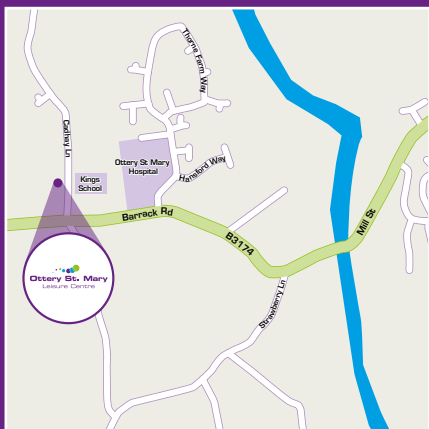 Thorne Farm Way
Cadhay Ln
Ottery St Mary
Hospital
Hansford Way
Kings
School
Barrack Rd
B3174
Mill St
Ottery St. Mary
Leisure Centre
Strawberry Ln